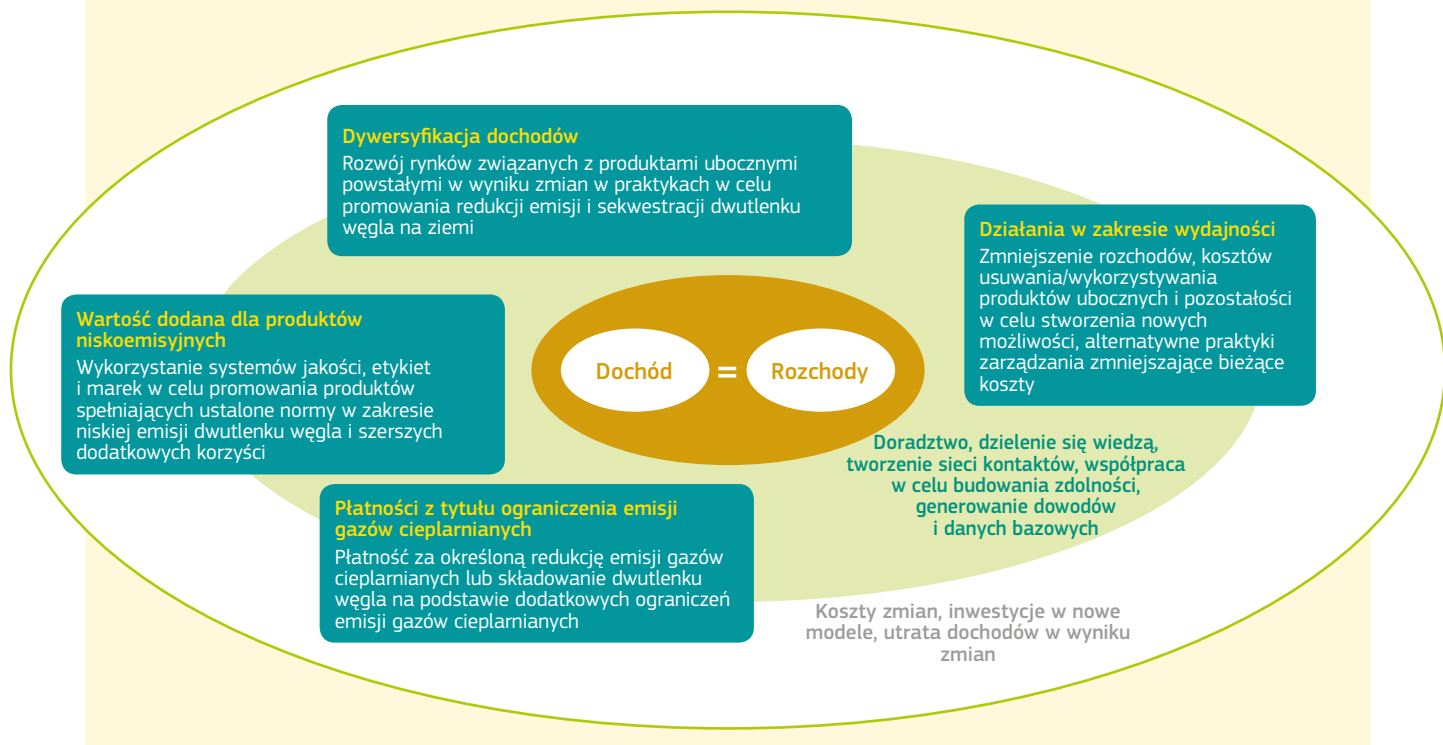 Dywersyfikacja dochodów
Rozwój rynków związanych z produktami ubocznymi
powstałymi w wyniku zmian w praktykach w celu
promowania redukcji emisji i sekwestracji dwutlenku
węgla na ziemi
Działania w zakresie wydajności
Zmniejszenie rozchodów, kosztów
usuwania/wykorzystywania
produktów ubocznych i pozostałości
w celu stworzenia nowych
możliwości, alternatywne praktyki
zarządzania zmniejszające bieżące
koszty
Wartość dodana dla produktów
niskoemisyjnych
Wykorzystanie systemów jakości, etykiet
i marek w celu promowania produktów
spełniających ustalone normy w zakresie
niskiej emisji dwutlenku węgla i szerszych
dodatkowych korzyści
Dochód = Rozchody
Doradztwo, dzielenie się wiedzą,
tworzenie sieci kontaktów, współpraca
w celu budowania zdolności,
generowanie dowodów
i danych bazowych
Płatności z tytułu ograniczenia emisji
gazów cieplarnianych
Płatność za określoną redukcję emisji gazów
cieplarnianych lub składowanie dwutlenku
węgla na podstawie dodatkowych ograniczeń
emisji gazów cieplarnianych
Koszty zmian, inwestycje w nowe
modele, utrata dochodów w wyniku
zmian